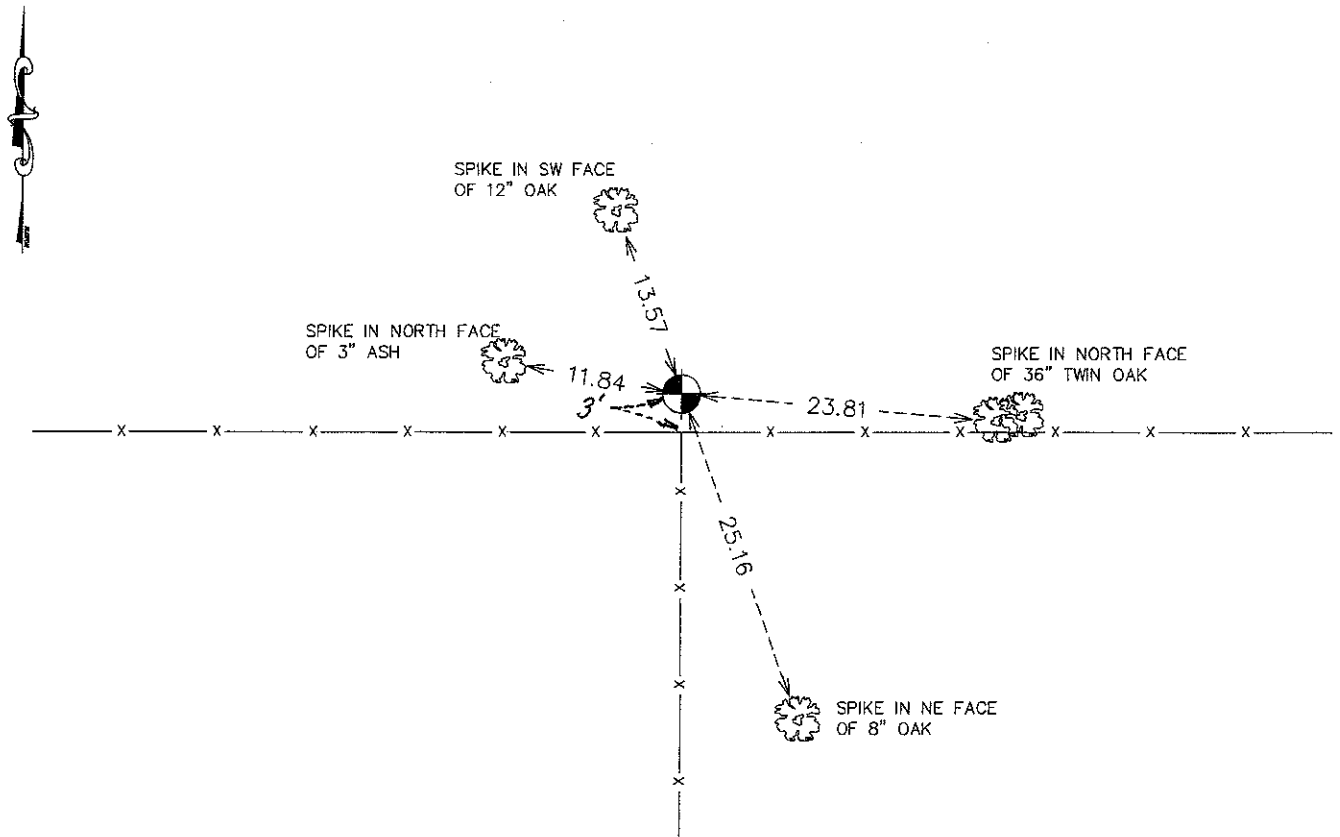 SPIKE IN SW FACE
OF 12" OAK
13.57
SPIKE IN NORTH FACE
OF 3" ASH
11.84
3'
SPIKE IN NORTH FACE
OF 36" TWIN OAK
23.81
25.16
SPIKE IN NE FACE
OF 8" OAK
X X X X X X X X X X X X
X
X
X
X